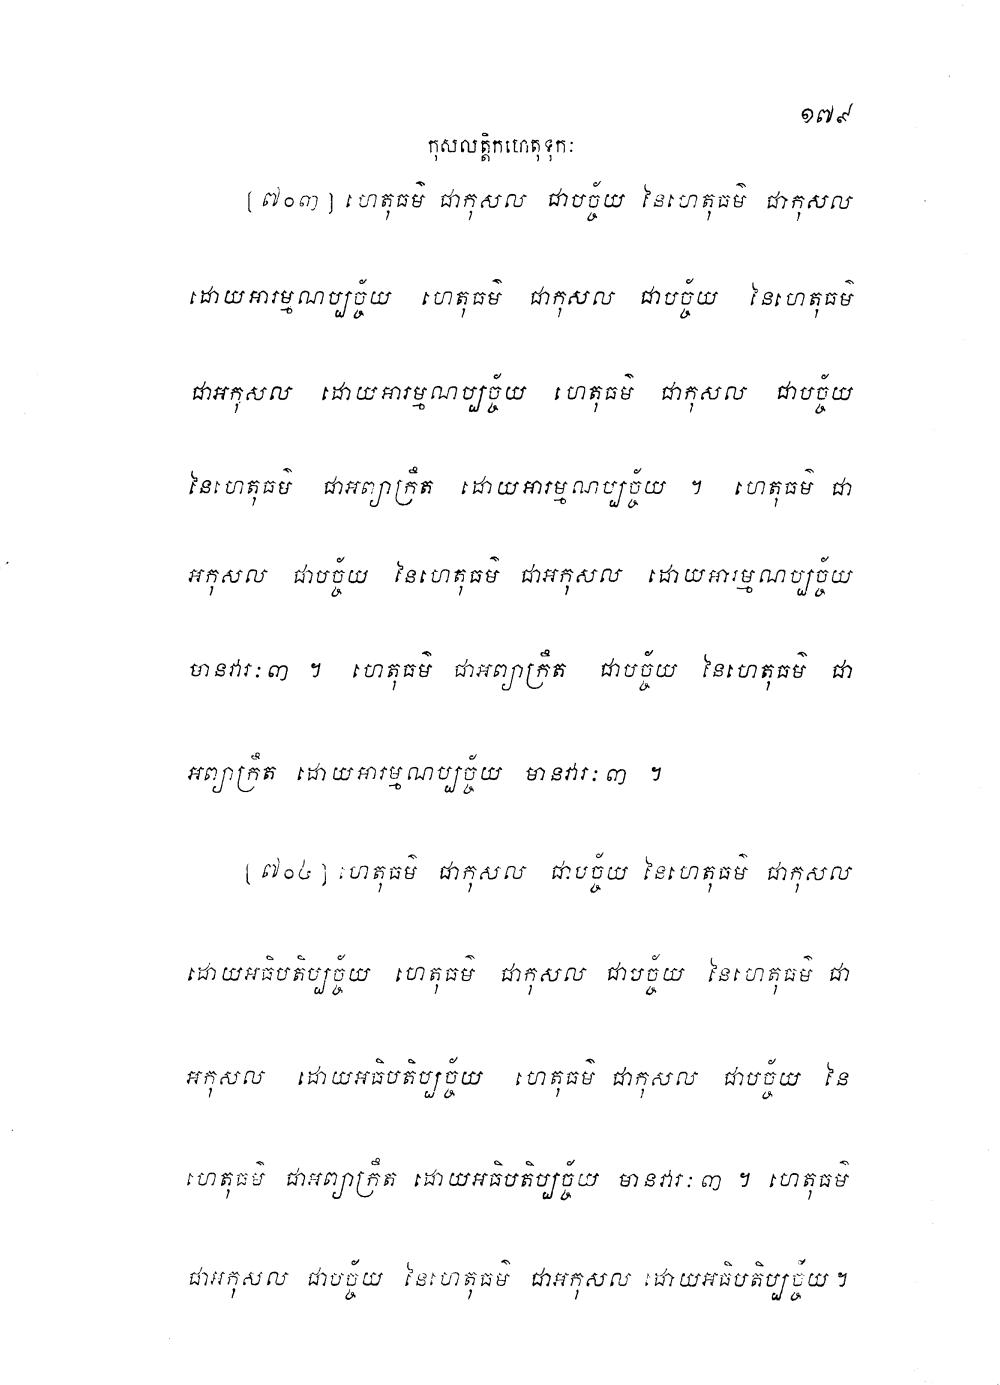 ១៧៩
កុសលត្តិកហេតុទុកៈ
[៧០៣] ហេតុធម៌ ជាកុសល ជាបច្ច័យ នៃហេតុធម៌ ជាកុសល
ដោយអារម្មណប្បច្ច័យ ហេតុធម៌ ជាកុសល ជាបច្ច័យ នៃហេតុធម៌
ជាអកុសល ដោយអារម្មណប្បច្ច័យ ហេតុធម៌ ជាកុសល ជាបច្ច័យ
នៃហេតុធម៌ ជាអព្យាក្រឹត ដោយអារម្មណប្បច្ច័យ ។ ហេតុធម៌ ជា
អកុសល ជាបច្ច័យ នៃហេតុធម៌ ជាអកុសល ដោយអារម្មណប្បច្ច័យ
មានវារៈ៣ ។ ហេតុធម៌ ជាអព្យាក្រឹត ជាបច្ច័យ នៃហេតុធម៌ ជា
អព្យាក្រឹត ដោយអារម្មណប្បច្ច័យ មានវារៈ៣ ។
[៧០៤] ហេតុធម៌ ជាកុសល ជាបច្ច័យ នៃហេតុធម៌ ជាកុសល
ដោយអធិបតិប្បច្ច័យ ហេតុធម៌ ជាកុសល ជាបច្ច័យ នៃហេតុធម៌ ជា
អកុសល ដោយអធិបតិប្បច្ច័យ ហេតុធម៌ ជាកុសល ជាបច្ច័យ នៃ
ហេតុធម៌ ជាអព្យាក្រឹត ដោយអធិបតិប្បច្ច័យ មានវារៈ៣ ។ ហេតុធម៌
ជាអកុសល ជាបច្ច័យ នៃហេតុធម៌ ជាអកុសល ដោយអធិបតិប្បច្ច័យ ។